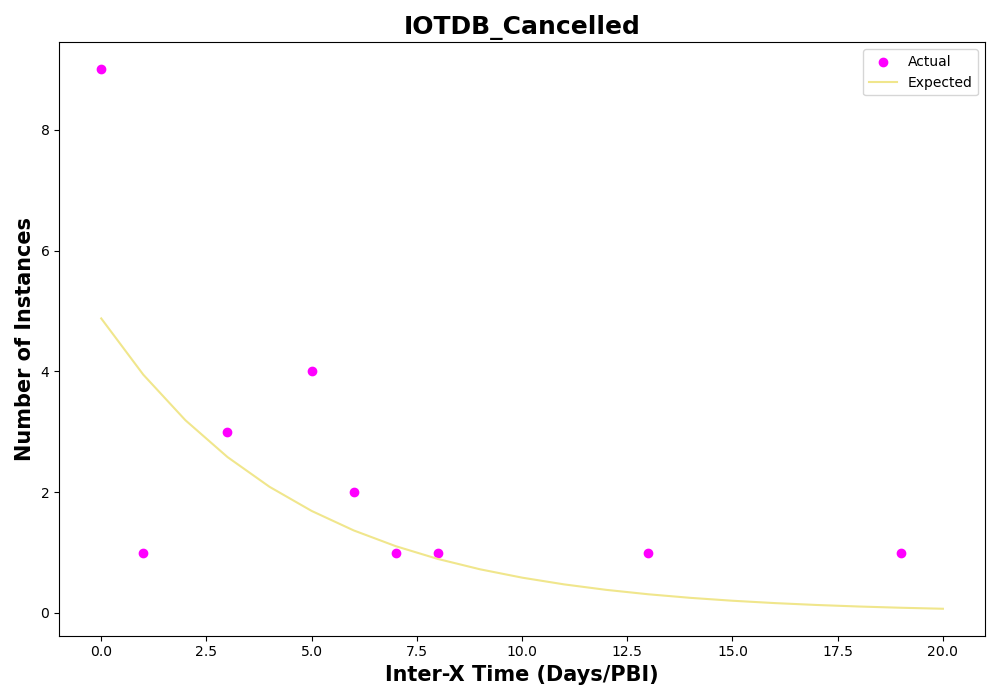 IOTDB_Cancelled
Actual
Expected
Number of Instances
8
6
4
2
0
0.0 2.5 5.0 7.5 10.0 12.5 15.0 17.5 20.0
Inter-X Time (Days/PBI)